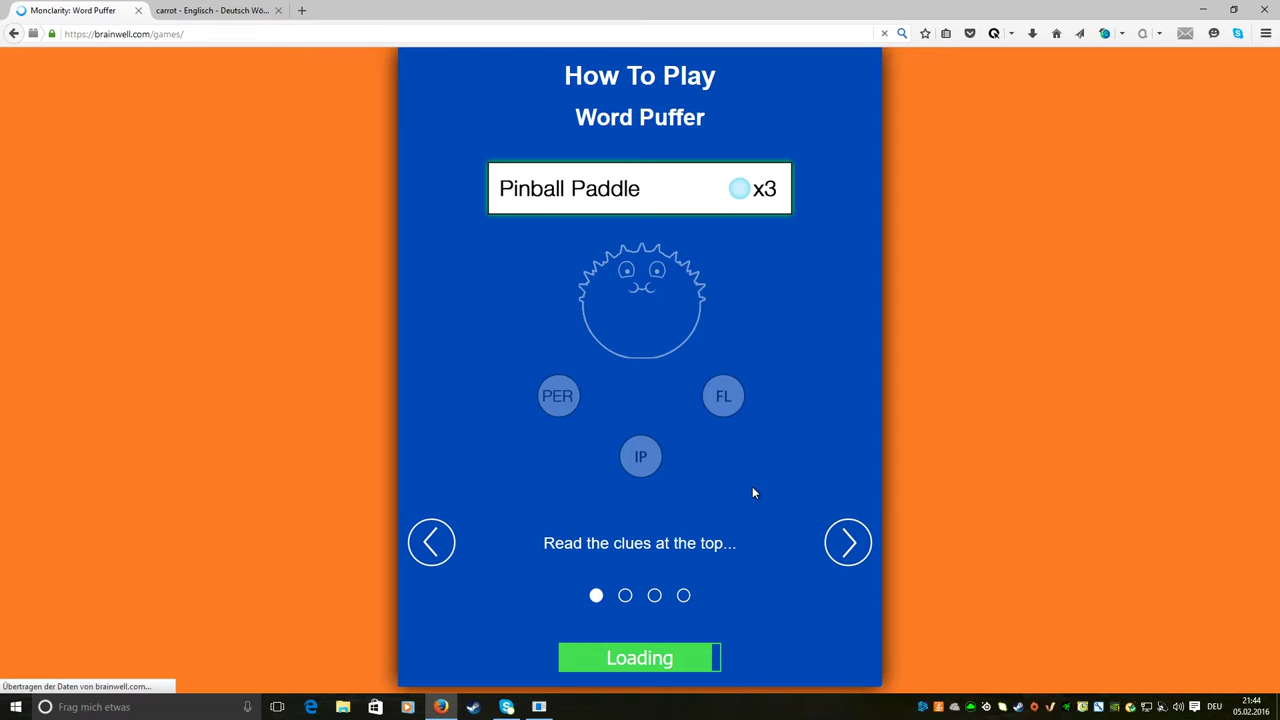 Monclarity: Word Puffer
carrot - Englisch - Deutsch Wö...
https://brainwell.com/games/
How To Play
Word Puffer
Pinball Paddle x3
PER
FL
IP
Read the clues at the top...
Loading
Übertragen der Daten von brainwell.com...
Frag mich etwas
DEU
21:44
05.02.2016